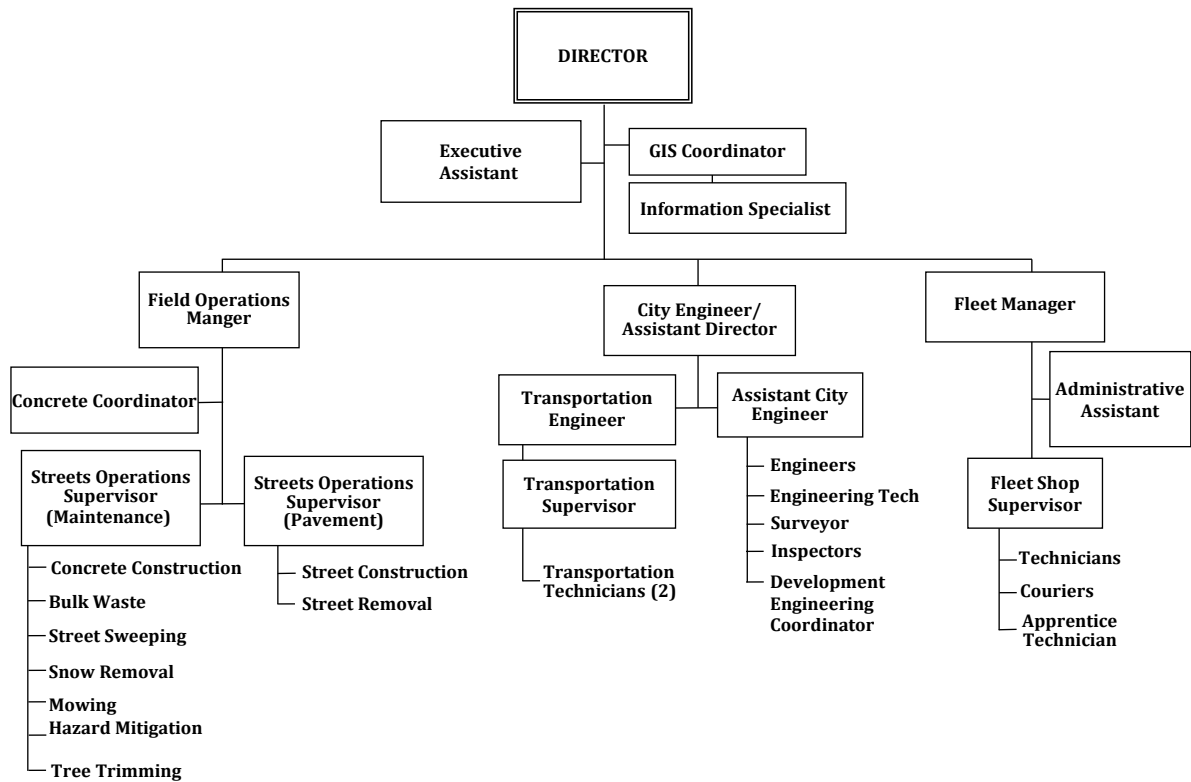 DIRECTOR
Executive
Assistant
GIS Coordinator
Information Specialist
Field Operations
Manger
City Engineer/
Assistant Director
Fleet Manager
Concrete Coordinator
Transportation
Engineer
Assistant City
Engineer
Administrative
Assistant
Streets Operations
Supervisor
(Maintenance)
Streets Operations
Supervisor
(Pavement)
Transportation
Supervisor
Engineers
Engineering Tech
Surveyor
Inspectors
Development
Engineering
Coordinator
Fleet Shop
Supervisor
Concrete Construction
Bulk Waste
Street Sweeping
Snow Removal
Mowing
Hazard Mitigation
Tree Trimming
Street Construction
Street Removal
Transportation
Technicians (2)
Technicians
Couriers
Apprentice
Technician